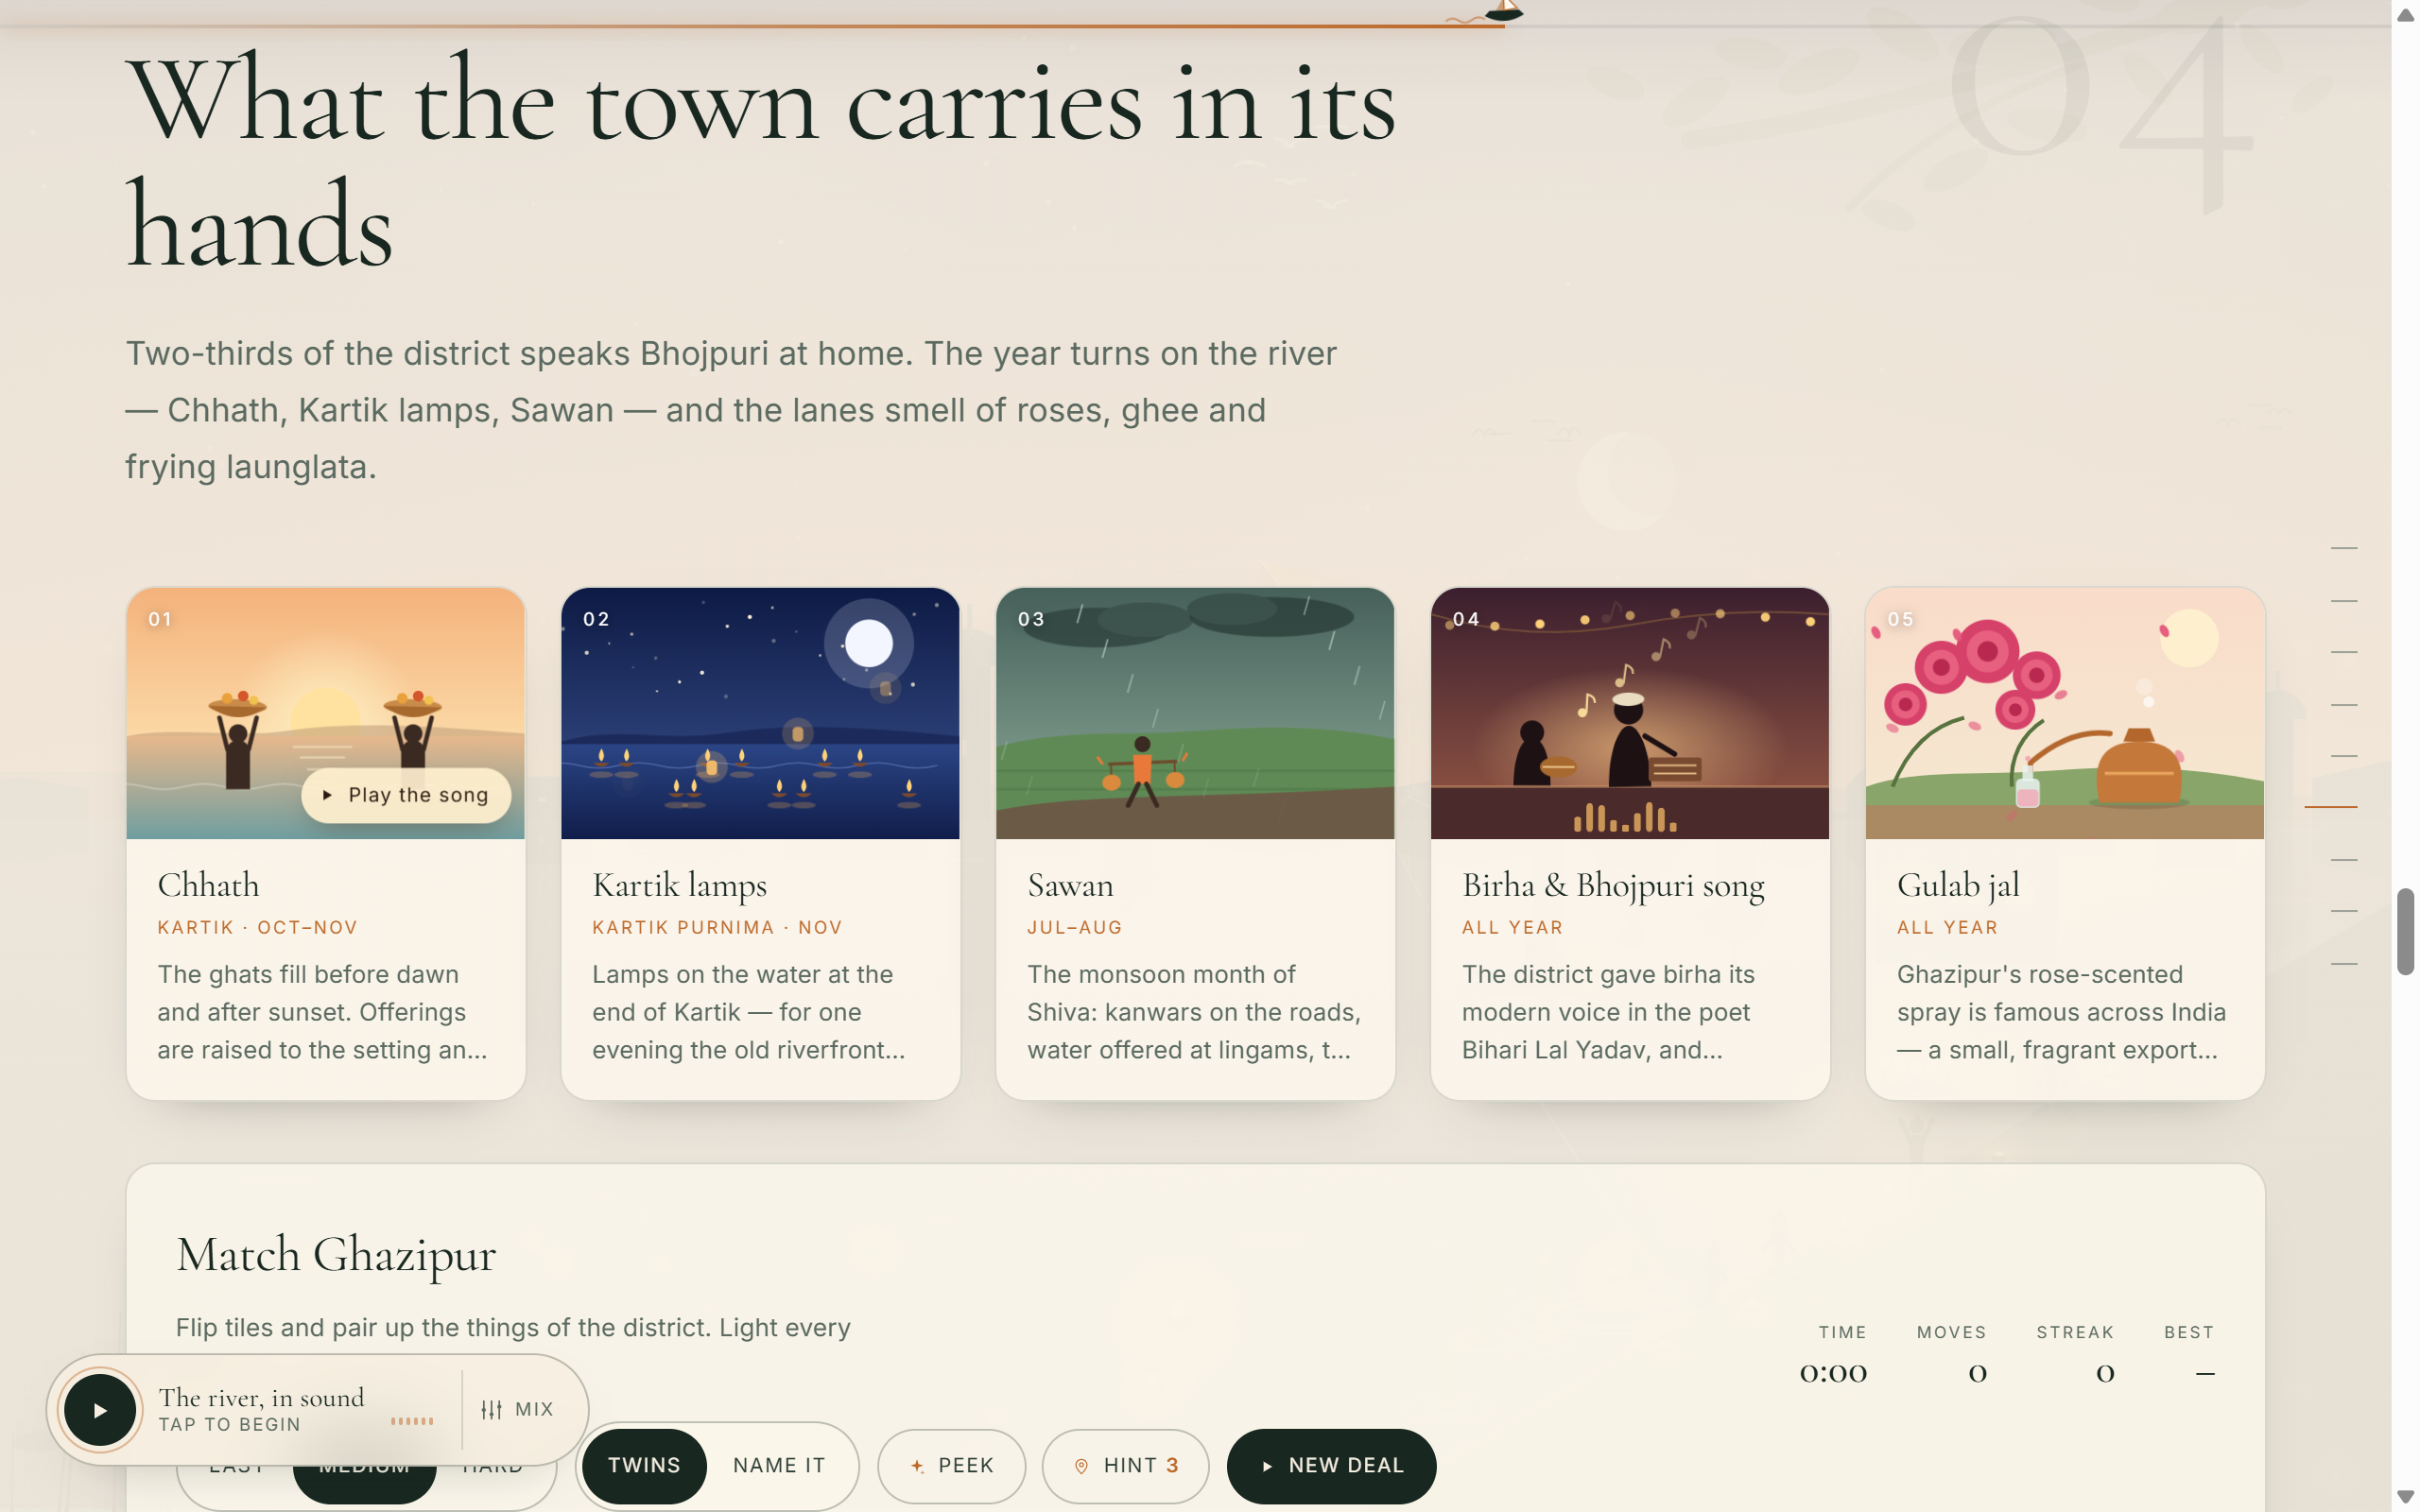 04
What the town carries in its
hands
Two-thirds of the district speaks Bhojpuri at home. The year turns on the river
— Chhath, Kartik lamps, Sawan — and the lanes smell of roses, ghee and
frying launglata.
01
Play the song
Chhath
KARTIK · OCT–NOV
The ghats fill before dawn
and after sunset. Offerings
are raised to the setting an...
02
Kartik lamps
KARTIK PURNIMA · NOV
Lamps on the water at the
end of Kartik — for one
evening the old riverfront...
03
Sawan
JUL–AUG
The monsoon month of
Shiva: kanwars on the roads,
water offered at lingams, t...
04
Birha & Bhojpuri song
ALL YEAR
The district gave birha its
modern voice in the poet
Bihari Lal Yadav, and...
05
Gulab jal
ALL YEAR
Ghazipur's rose-scented
spray is famous across India
— a small, fragrant export...
Match Ghazipur
Flip tiles and pair up the things of the district. Light every
TIME
0:00
MOVES
0
STREAK
0
BEST
–
The river, in sound
TAP TO BEGIN
MIX
EASY
MEDIUM
HARD
TWINS
NAME IT
PEEK
HINT 3
NEW DEAL